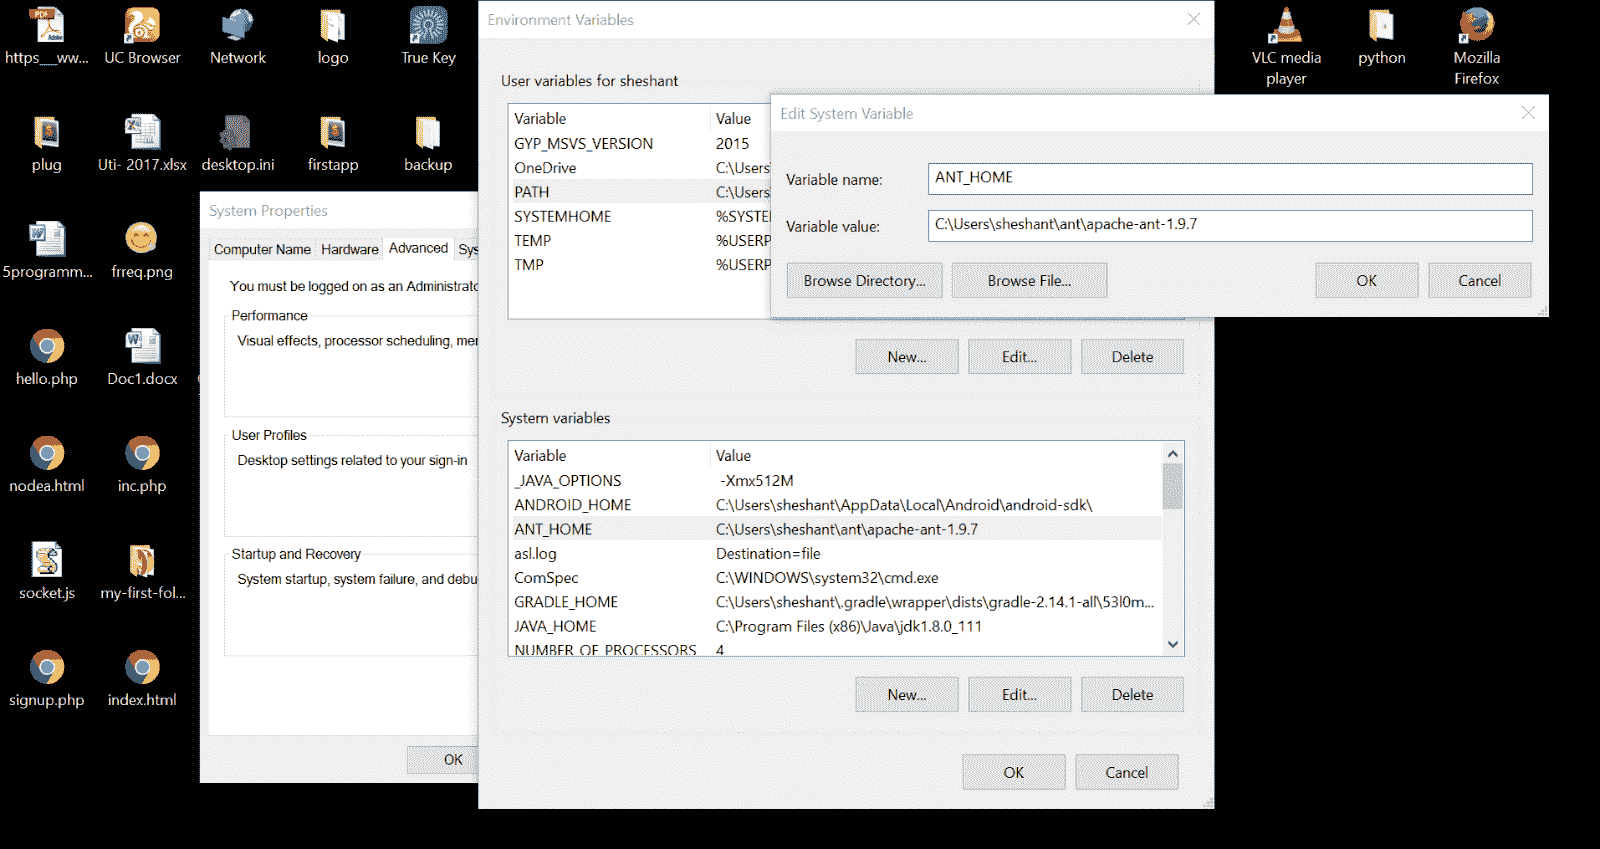 https__ww...
UC Browser
Network
logo
True Key
plug
Uti- 2017.xlsx
desktop.ini
firstapp
backup
5programm...
frreq.png
hello.php
Doc1.docx
nodea.html
inc.php
socket.js
my-first-fol...
signup.php
index.html
VLC media
player
python
Mozilla
Firefox
System Properties
Computer Name
Hardware
Advanced
Sys
You must be logged on as an Administrato
Performance
Visual effects, processor scheduling, mer
User Profiles
Desktop settings related to your sign-in
Startup and Recovery
System startup, system failure, and debu
OK
Environment Variables
User variables for sheshant
Variable Value
GYP_MSVS_VERSION 2015
OneDrive C:\Users
PATH C:\Users
SYSTEMHOME %SYSTE
TEMP %USERP
TMP %USERP
New... Edit... Delete
System variables
Variable Value
_JAVA_OPTIONS -Xmx512M
ANDROID_HOME C:\Users\sheshant\AppData\Local\Android\android-sdk\
ANT_HOME C:\Users\sheshant\ant\apache-ant-1.9.7
asl.log Destination=file
ComSpec C:\WINDOWS\system32\cmd.exe
GRADLE_HOME C:\Users\sheshant\.gradle\wrapper\dists\gradle-2.14.1-all\53l0m...
JAVA_HOME C:\Program Files (x86)\Java\jdk1.8.0_111
NUMBER_OF_PROCESSORS 4
New... Edit... Delete
OK Cancel
Edit System Variable
Variable name: ANT_HOME
Variable value: C:\Users\sheshant\ant\apache-ant-1.9.7
Browse Directory... Browse File... OK Cancel